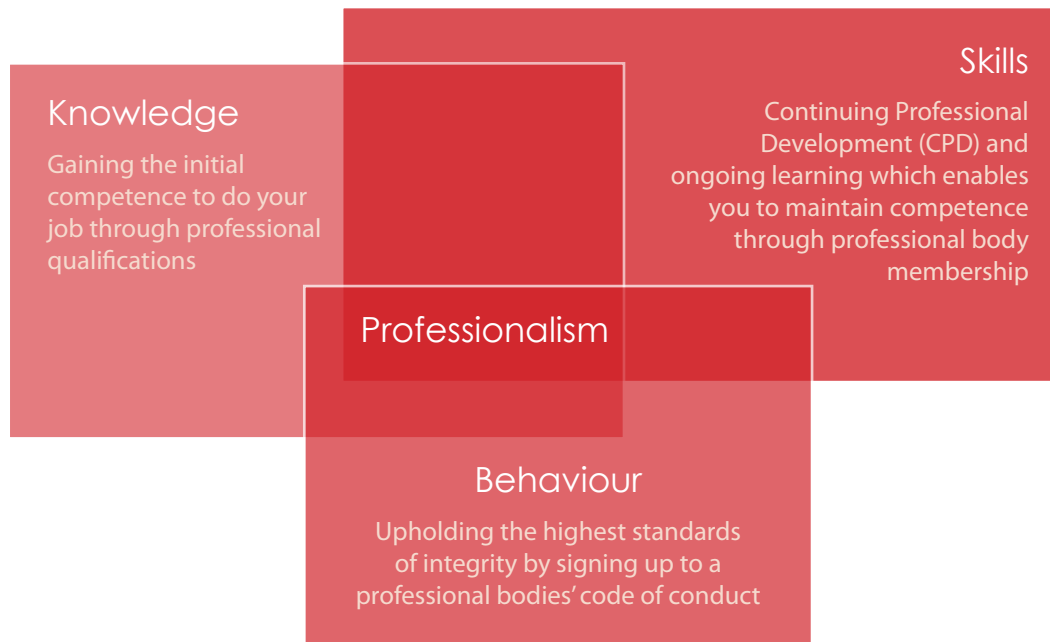 Knowledge
Gaining the initial
competence to do your
job through professional
qualifications
Skills
Continuing Professional
Development (CPD) and
ongoing learning which enables
you to maintain competence
through professional body
membership
Professionalism
Behaviour
Upholding the highest standards
of integrity by signing up to a
professional bodies’ code of conduct